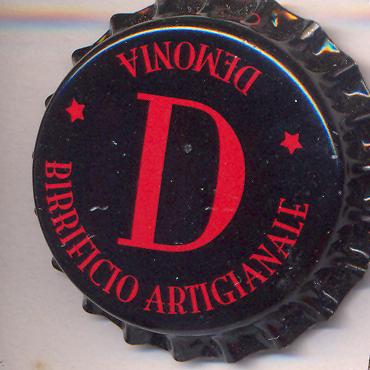 DEMONIA
D
BIRRIFICIO ARTIGIANALE